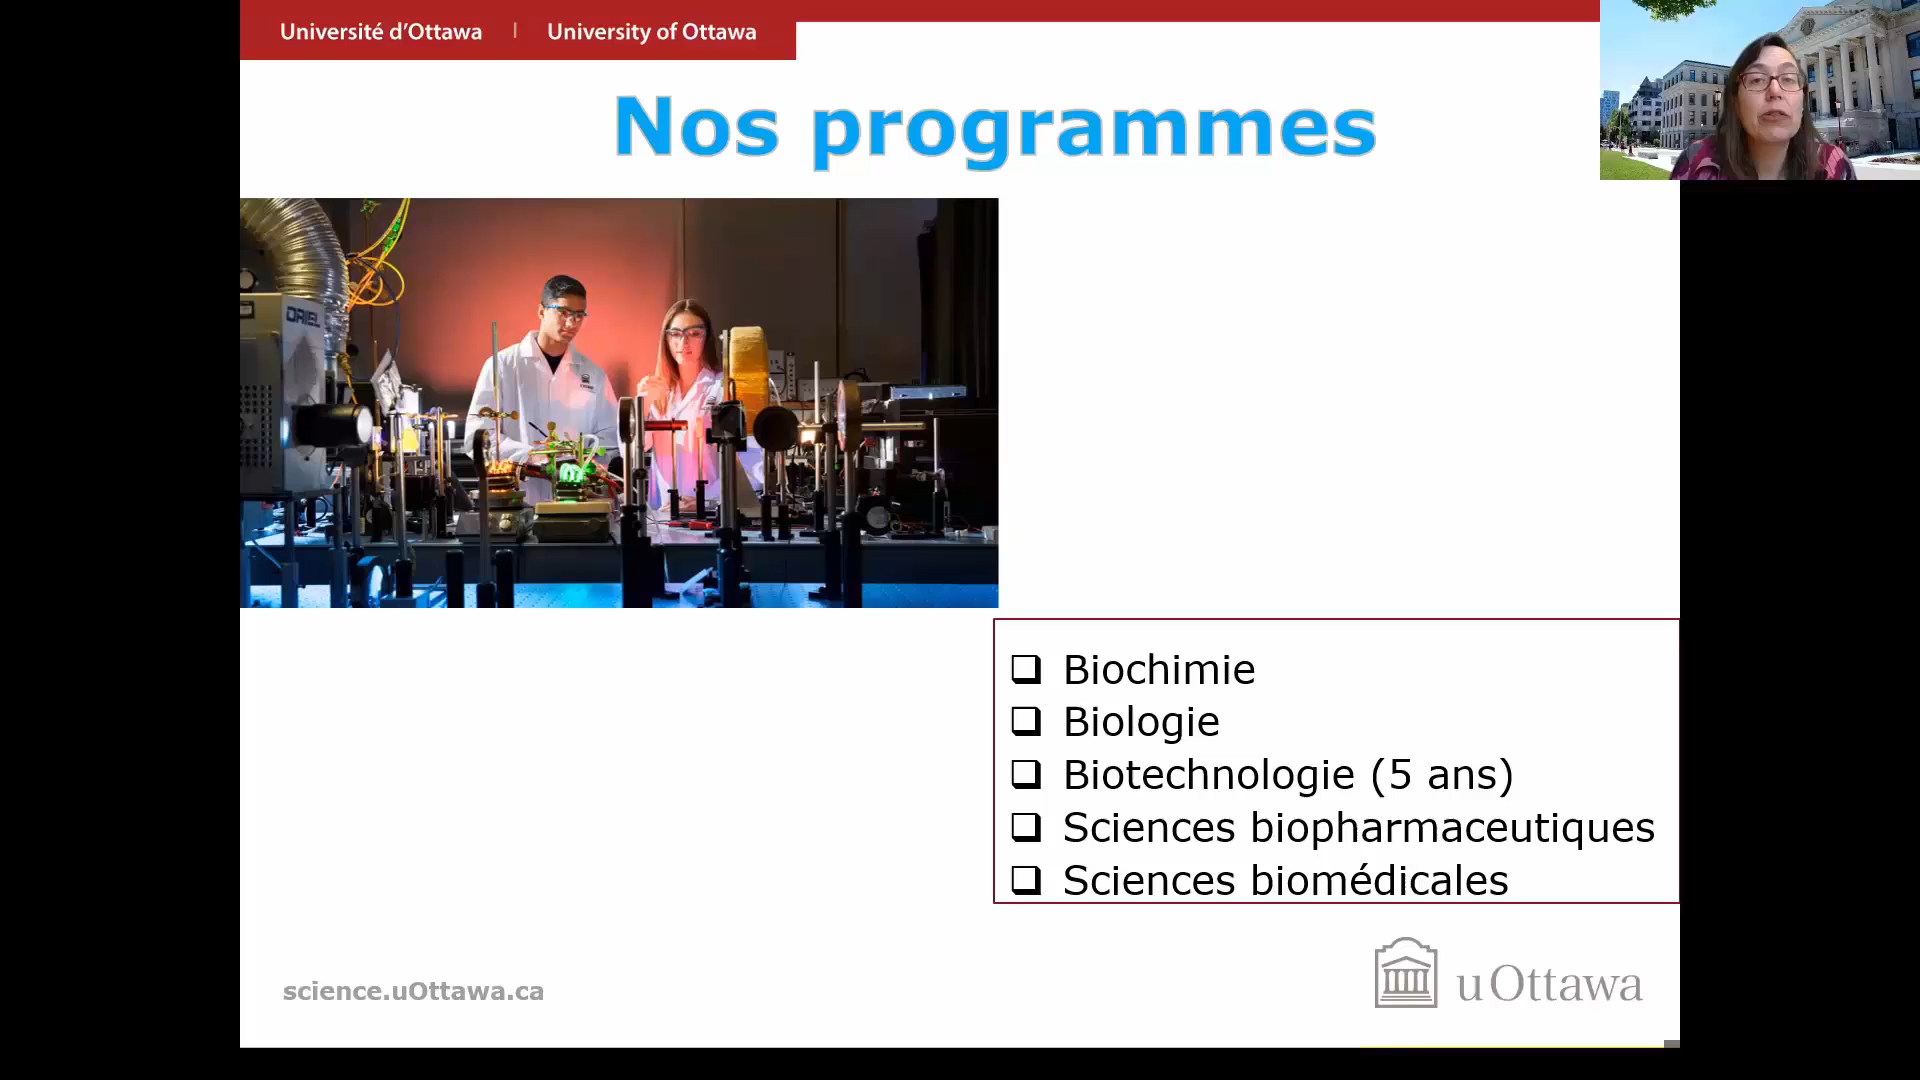 Université d'Ottawa | University of Ottawa
Nos programmes
ORIEL
Biochimie
Biologie
Biotechnologie (5 ans)
Sciences biopharmaceutiques
Sciences biomédicales
science.uOttawa.ca
uOttawa